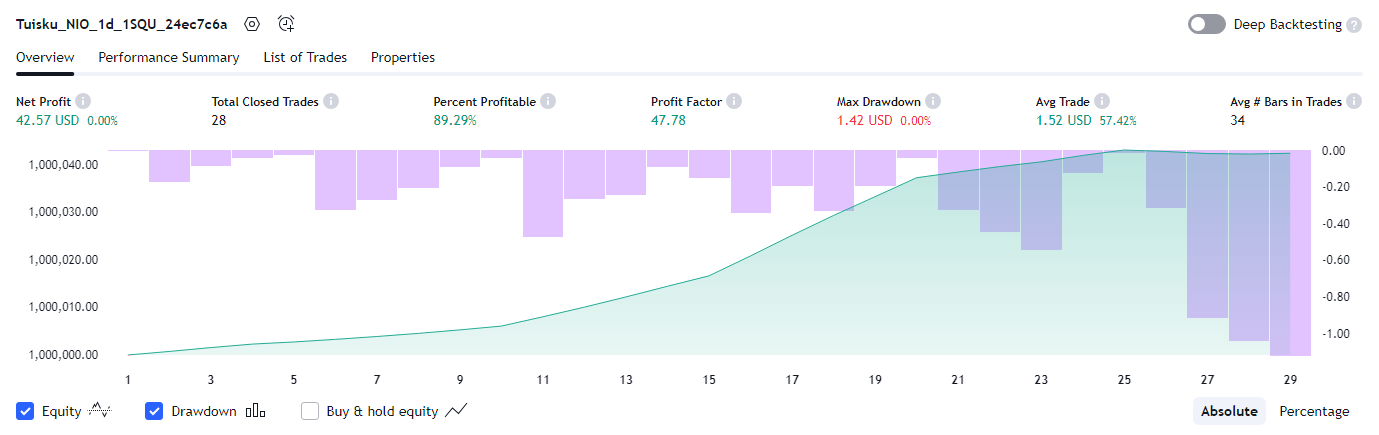 Tuisku_NIO_1d_1SQU_24ec7c6a Deep Backtesting ?
Overview Performance Summary List of Trades Properties
Net Profit i Total Closed Trades i Percent Profitable i Profit Factor i Max Drawdown i Avg Trade i Avg # Bars in Trades i
42.57 USD 0.00% 28 89.29% 47.78 1.42 USD 0.00% 1.52 USD 57.42% 34
1,000,040.00 0.00
-0.20
1,000,030.00 -0.40
1,000,020.00 -0.60
1,000,010.00 -0.80
-1.00
1,000,000.00
1 3 5 7 9 11 13 15 17 19 21 23 25 27 29
Equity Drawdown Buy & hold equity Absolute Percentage